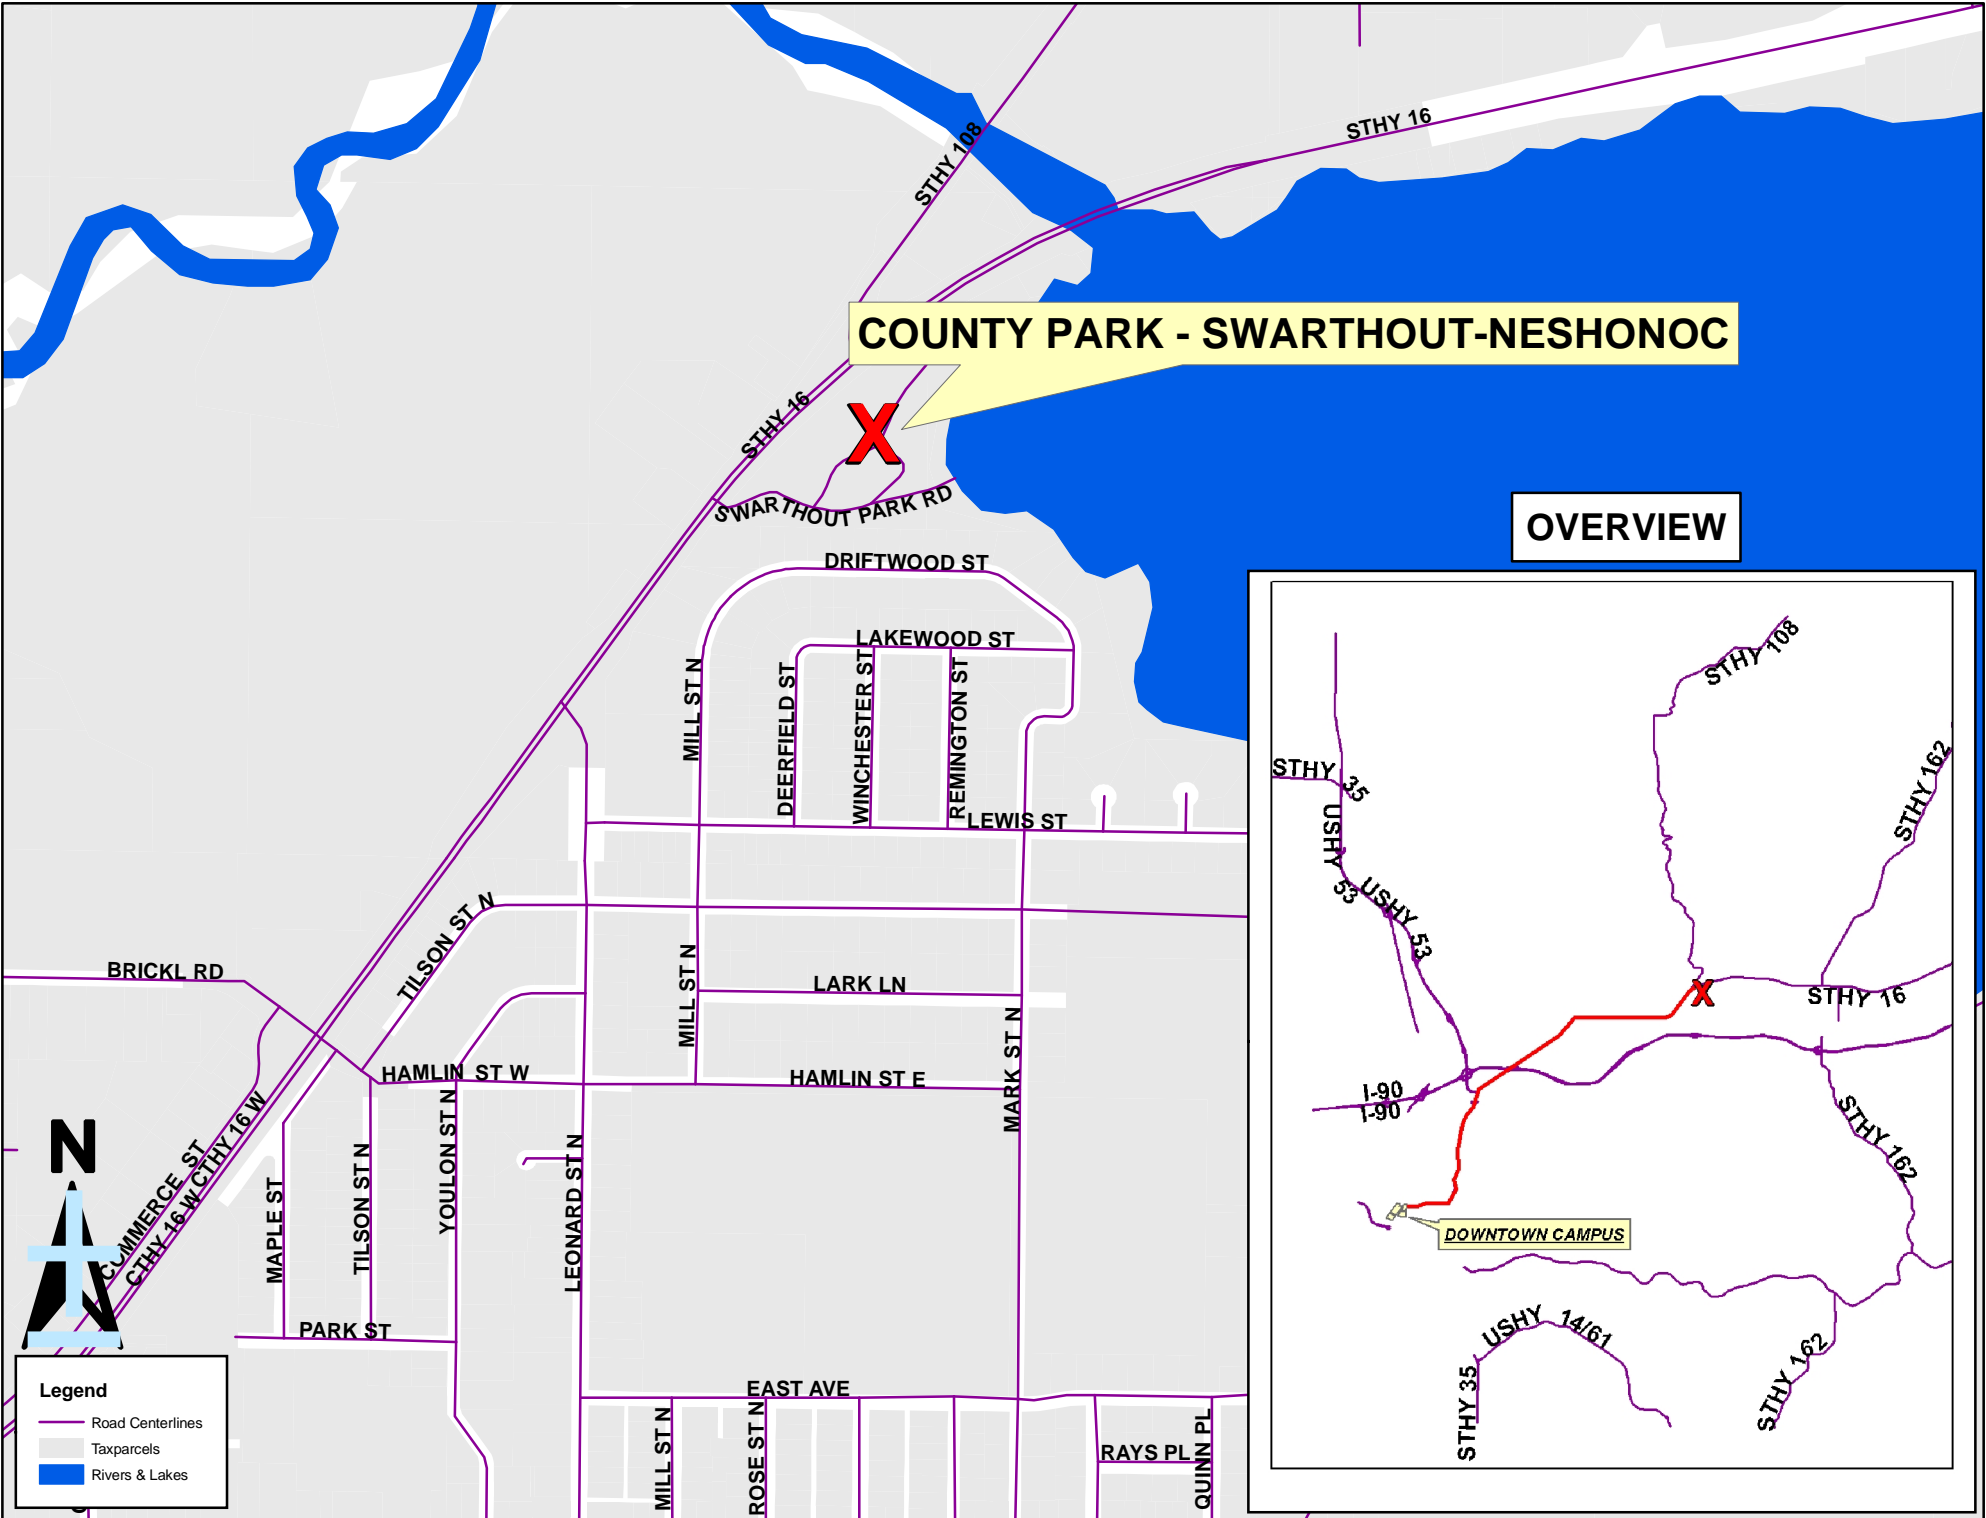 STHY 16
STHY 108
COUNTY PARK - SWARTHOUT-NESHONOC
STHY 16
SWARTHOUT PARK RD
OVERVIEW
DRIFTWOOD ST
LAKEWOOD ST
MILL ST N
DEERFIELD ST
WINCHESTER ST
REMINGTON ST
LEWIS ST
TILSON ST N
BRICKL RD
MILL ST N
LARK LN
MARK ST N
HAMLIN ST W
HAMLIN ST E
YOULON ST N
COMMERCE ST
CTHY 16 W
CTHY 16 W
MAPLE ST
TILSON ST N
LEONARD ST N
PARK ST
EAST AVE
MILL ST N
ROSE ST N
RAYS PL
QUINN PL
N
Legend
Road Centerlines
Taxparcels
Rivers & Lakes
STHY 108
STHY 35
USHY 53
USHY 53
STHY 162
STHY 16
I-90
I-90
STHY 162
DOWNTOWN CAMPUS
USHY 14/61
STHY 35
STHY 162